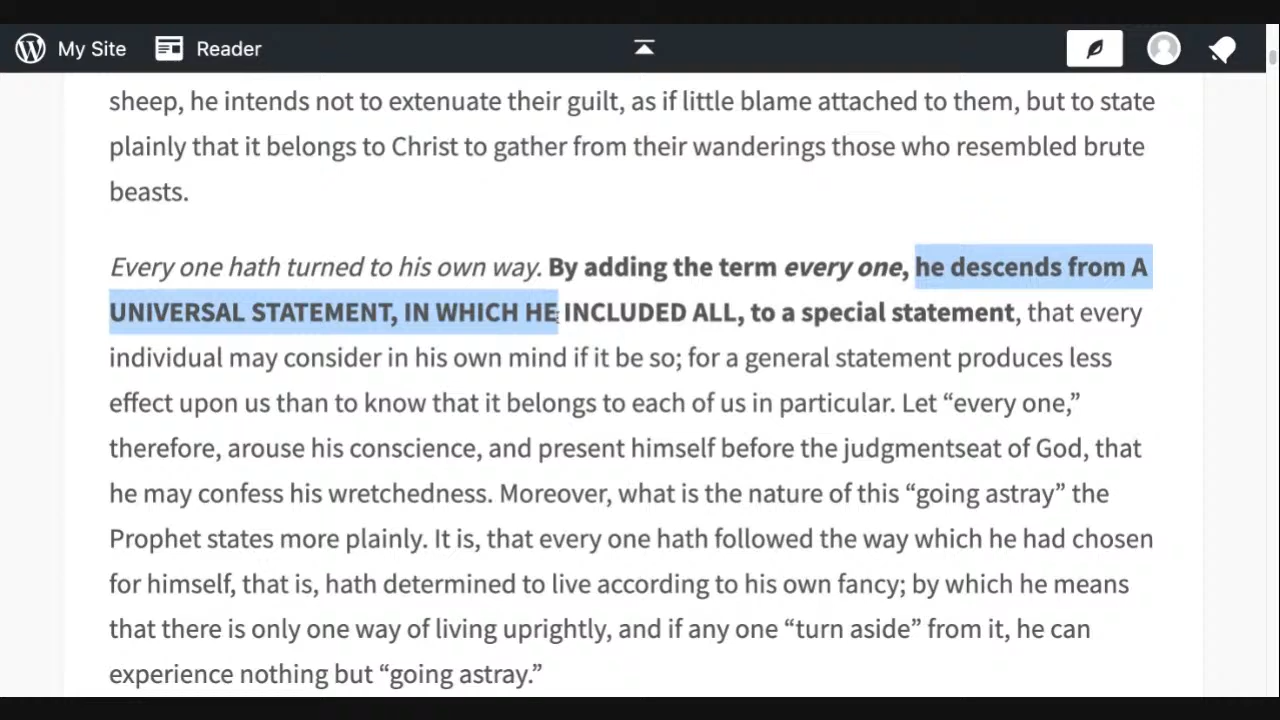 My Site
Reader
sheep, he intends not to extenuate their guilt, as if little blame attached to them, but to state
plainly that it belongs to Christ to gather from their wanderings those who resembled brute
beasts.
Every one hath turned to his own way. By adding the term every one, he descends from A
UNIVERSAL STATEMENT, IN WHICH HE INCLUDED ALL, to a special statement, that every
individual may consider in his own mind if it be so; for a general statement produces less
effect upon us than to know that it belongs to each of us in particular. Let “every one,”
therefore, arouse his conscience, and present himself before the judgmentseat of God, that
he may confess his wretchedness. Moreover, what is the nature of this “going astray” the
Prophet states more plainly. It is, that every one hath followed the way which he had chosen
for himself, that is, hath determined to live according to his own fancy; by which he means
that there is only one way of living uprightly, and if any one “turn aside” from it, he can
experience nothing but “going astray.”